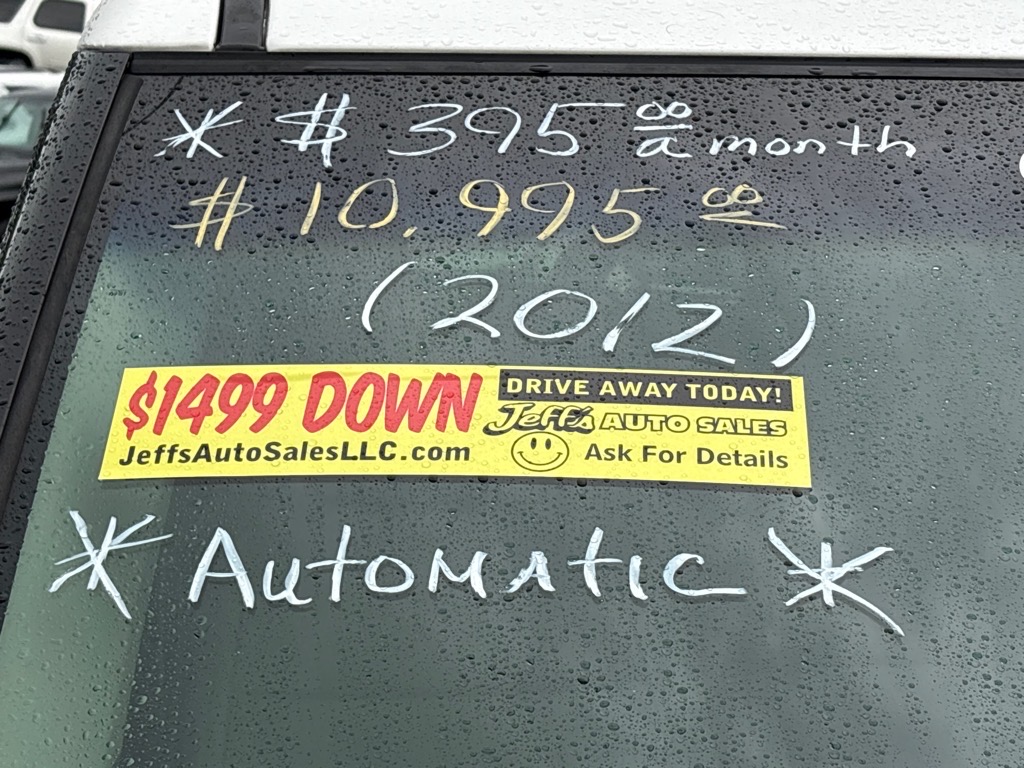 * $ 395 00 a month
$ 10,995 00
(2012)
$1499 DOWN
JeffsAutoSalesLLC.com
DRIVE AWAY TODAY!
Jeff's AUTO SALES
Ask For Details
* AUTOMATIC *